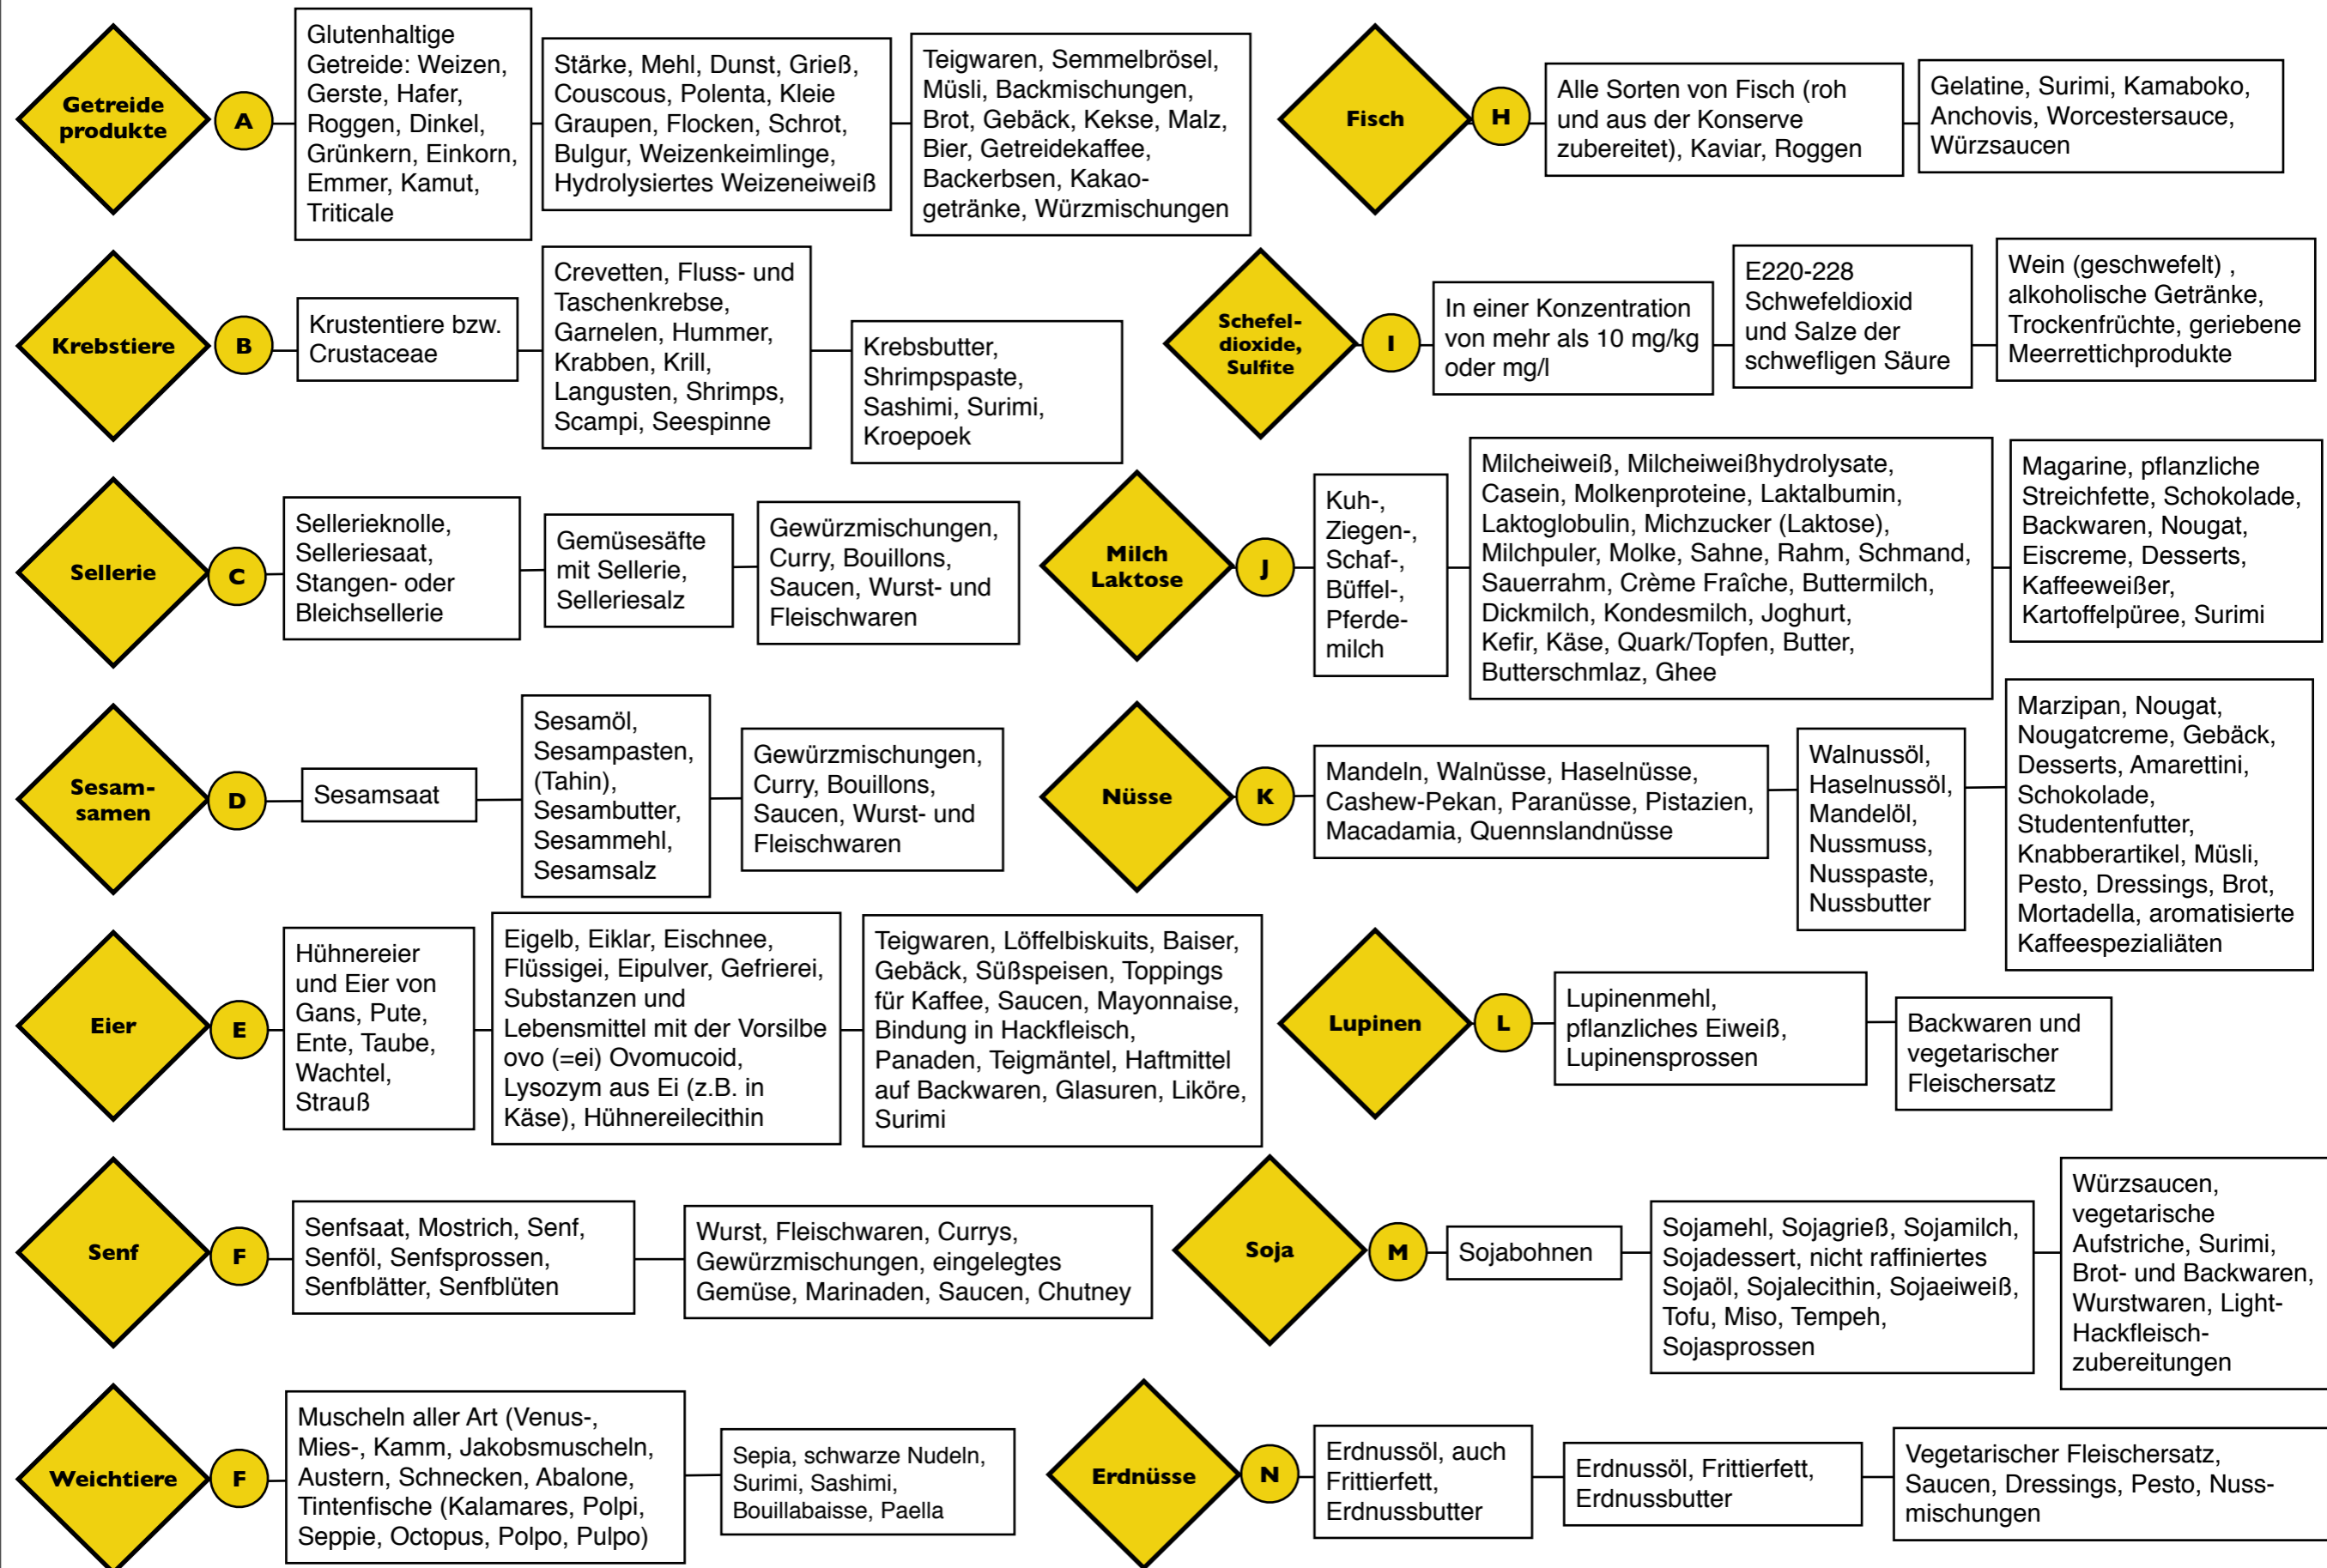 Getreide
produkte
A
Glutenhaltige
Getreide: Weizen,
Gerste, Hafer,
Roggen, Dinkel,
Grünkern, Einkorn,
Emmer, Kamut,
Triticale
Stärke, Mehl, Dunst, Grieß,
Couscous, Polenta, Kleie
Graupen, Flocken, Schrot,
Bulgur, Weizenkeimlinge,
Hydrolysiertes Weizeneiweiß
Teigwaren, Semmelbrösel,
Müsli, Backmischungen,
Brot, Gebäck, Kekse, Malz,
Bier, Getreidekaffee,
Backerbsen, Kakao-
getränke, Würzmischungen
Krebstiere
B
Krustentiere bzw.
Crustaceae
Crevetten, Fluss- und
Taschenkrebse,
Garnelen, Hummer,
Krabben, Krill,
Langusten, Shrimps,
Scampi, Seespinne
Krebsbutter,
Shrimpspaste,
Sashimi, Surimi,
Kroepoek
Sellerie
C
Sellerieknolle,
Selleriesaat,
Stangen- oder
Bleichsellerie
Gemüsesäfte
mit Sellerie,
Selleriesalz
Gewürzmischungen,
Curry, Bouillons,
Saucen, Wurst- und
Fleischwaren
Sesam-
samen
D
Sesamsaat
Sesamöl,
Sesampasten,
(Tahin),
Sesambutter,
Sesammehl,
Sesamsalz
Gewürzmischungen,
Curry, Bouillons,
Saucen, Wurst- und
Fleischwaren
Eier
E
Hühnereier
und Eier von
Gans, Pute,
Ente, Taube,
Wachtel,
Strauß
Eigelb, Eiklar, Eischnee,
Flüssigei, Eipulver, Gefrierei,
Substanzen und
Lebensmittel mit der Vorsilbe
ovo (=ei) Ovomucoid,
Lysozym aus Ei (z.B. in
Käse), Hühnereilecithin
Teigwaren, Löffelbiskuits, Baiser,
Gebäck, Süßspeisen, Toppings
für Kaffee, Saucen, Mayonnaise,
Bindung in Hackfleisch,
Panaden, Teigmäntel, Haftmittel
auf Backwaren, Glasuren, Liköre,
Surimi
Senf
F
Senfsaat, Mostrich, Senf,
Senföl, Senfsprossen,
Senfblätter, Senfblüten
Wurst, Fleischwaren, Currys,
Gewürzmischungen, eingelegtes
Gemüse, Marinaden, Saucen, Chutney
Weichtiere
F
Muscheln aller Art (Venus-,
Mies-, Kamm, Jakobsmuscheln,
Austern, Schnecken, Abalone,
Tintenfische (Kalamares, Polpi,
Seppie, Octopus, Polpo, Pulpo)
Sepia, schwarze Nudeln,
Surimi, Sashimi,
Bouillabaisse, Paella
Fisch
H
Alle Sorten von Fisch (roh
und aus der Konserve
zubereitet), Kaviar, Roggen
Gelatine, Surimi, Kamaboko,
Anchovis, Worcestersauce,
Würzsaucen
Schefel-
dioxide,
Sulfite
I
In einer Konzentration
von mehr als 10 mg/kg
oder mg/l
E220-228
Schwefeldioxid
und Salze der
schwefligen Säure
Wein (geschwefelt) ,
alkoholische Getränke,
Trockenfrüchte, geriebene
Meerrettichprodukte
Milch
Laktose
J
Kuh-,
Ziegen-,
Schaf-,
Büffel-,
Pferde-
milch
Milcheiweiß, Milcheiweißhydrolysate,
Casein, Molkenproteine, Laktalbumin,
Laktoglobulin, Michzucker (Laktose),
Milchpuler, Molke, Sahne, Rahm, Schmand,
Sauerrahm, Crème Fraîche, Buttermilch,
Dickmilch, Kondesmilch, Joghurt,
Kefir, Käse, Quark/Topfen, Butter,
Butterschmlaz, Ghee
Magarine, pflanzliche
Streichfette, Schokolade,
Backwaren, Nougat,
Eiscreme, Desserts,
Kaffeeweißer,
Kartoffelpüree, Surimi
Nüsse
K
Mandeln, Walnüsse, Haselnüsse,
Cashew-Pekan, Paranüsse, Pistazien,
Macadamia, Quennslandnüsse
Walnussöl,
Haselnussöl,
Mandelöl,
Nussmuss,
Nusspaste,
Nussbutter
Marzipan, Nougat,
Nougatcreme, Gebäck,
Desserts, Amarettini,
Schokolade,
Studentenfutter,
Knabberartikel, Müsli,
Pesto, Dressings, Brot,
Mortadella, aromatisierte
Kaffeespezialiäten
Lupinen
L
Lupinenmehl,
pflanzliches Eiweiß,
Lupinensprossen
Backwaren und
vegetarischer
Fleischersatz
Soja
M
Sojabohnen
Sojamehl, Sojagrieß, Sojamilch,
Sojadessert, nicht raffiniertes
Sojaöl, Sojalecithin, Sojaeiweiß,
Tofu, Miso, Tempeh,
Sojasprossen
Würzsaucen,
vegetarische
Aufstriche, Surimi,
Brot- und Backwaren,
Wurstwaren, Light-
Hackfleisch-
zubereitungen
Erdnüsse
N
Erdnussöl, auch
Frittierfett,
Erdnussbutter
Erdnussöl, Frittierfett,
Erdnussbutter
Vegetarischer Fleischersatz,
Saucen, Dressings, Pesto, Nuss-
mischungen